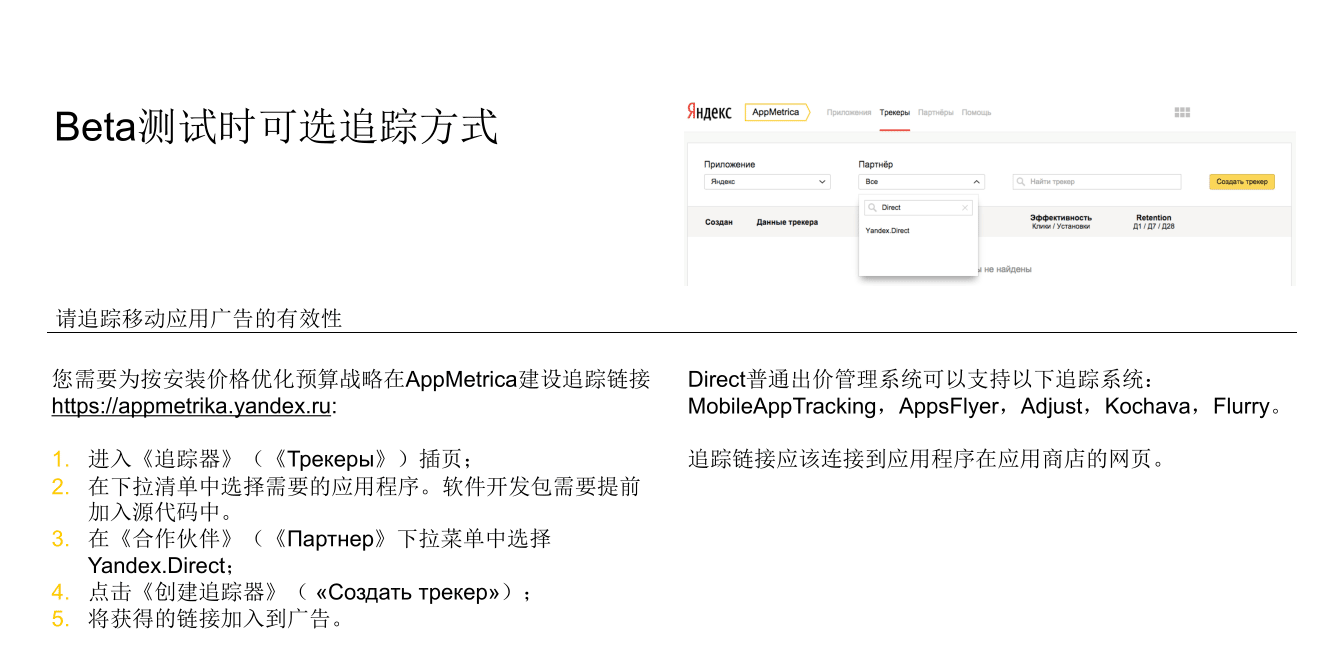 Beta测试时可选追踪方式
Яндекс AppMetrica Приложения Трекеры Партнёры Помощь
Приложение Партнёр
Яндекс Все Найти трекер Создать трекер
Direct
Создан Данные трекера Эффективность Retention
Клики / Установки Д1 / Д7 / Д28
Yandex.Direct
не найдены
请追踪移动应用广告的有效性
您需要为按安装价格优化预算战略在AppMetrica建设追踪链接
https://appmetrika.yandex.ru:
1. 进入《追踪器》（《Трекеры》）插页；
2. 在下拉清单中选择需要的应用程序。软件开发包需要提前
加入源代码中。
3. 在《合作伙伴》（《Партнер》下拉菜单中选择
Yandex.Direct；
4. 点击《创建追踪器》（ «Создать трекер»）；
5. 将获得的链接加入到广告。
Direct普通出价管理系统可以支持以下追踪系统：
MobileAppTracking，AppsFlyer，Adjust，Kochava，Flurry。
追踪链接应该连接到应用程序在应用商店的网页。